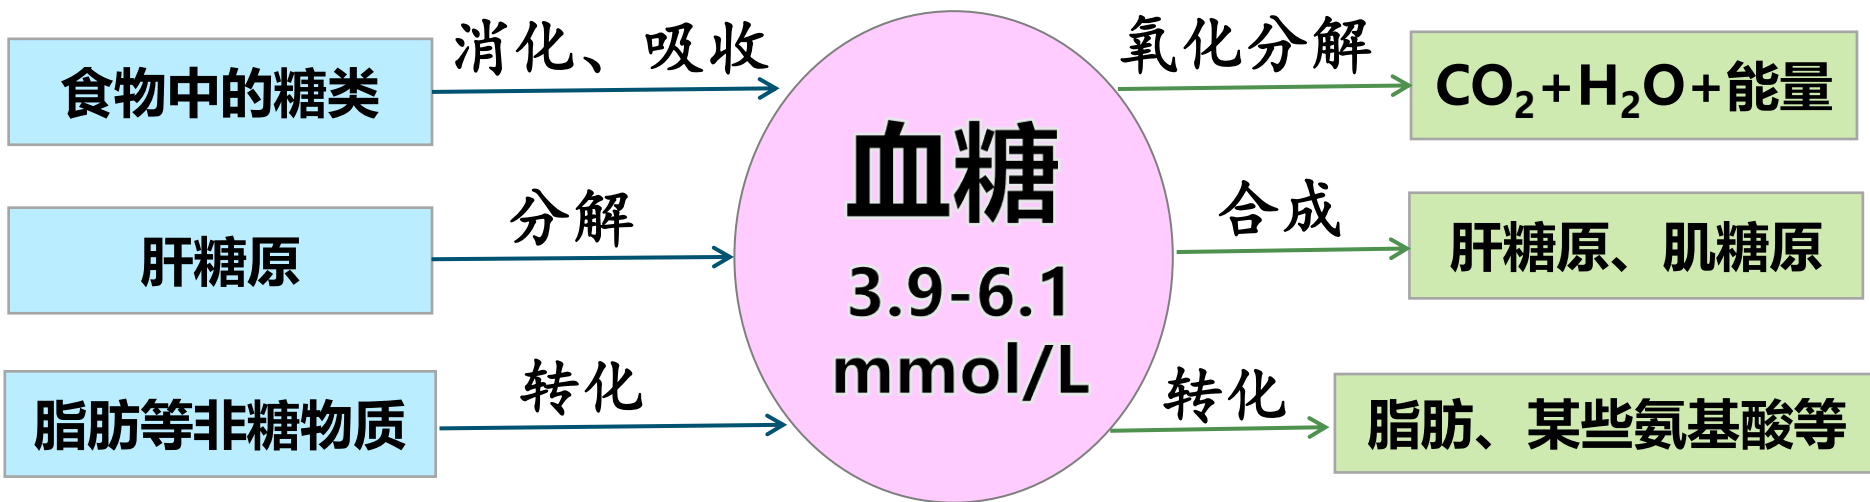 食物中的糖类
消化、吸收
肝糖原
分解
脂肪等非糖物质
转化
血糖
3.9-6.1
mmol/L
氧化分解
CO₂+H₂O+能量
合成
肝糖原、肌糖原
转化
脂肪、某些氨基酸等